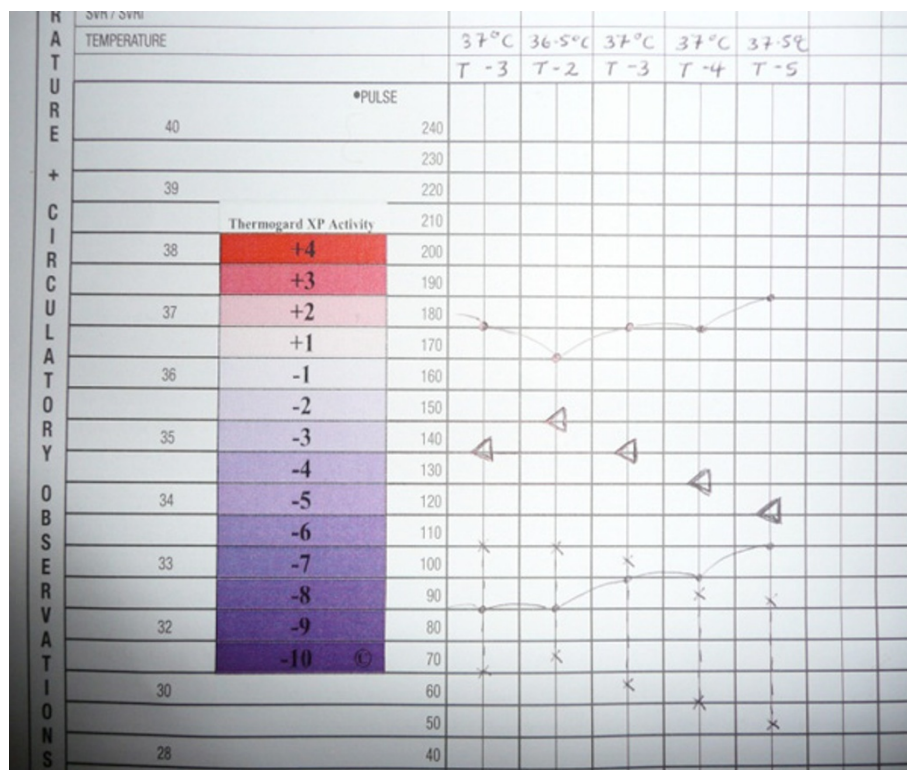 SVR / SVRI
TEMPERATURE 37°C 36.5°C 37°C 37°C 37.5°C
T -3 T -2 T -3 T -4 T -5
•PULSE
40 240
230
39 220
Thermogard XP Activity 210
38 +4 200
+3 190
37 +2 180
+1 170
36 -1 160
-2 150
35 -3 140
-4 130
34 -5 120
-6 110
33 -7 100
-8 90
32 -9 80
-10 © 70
30 60
50
28 40
RATURE + CIRCULATORY OBSERVATIONS